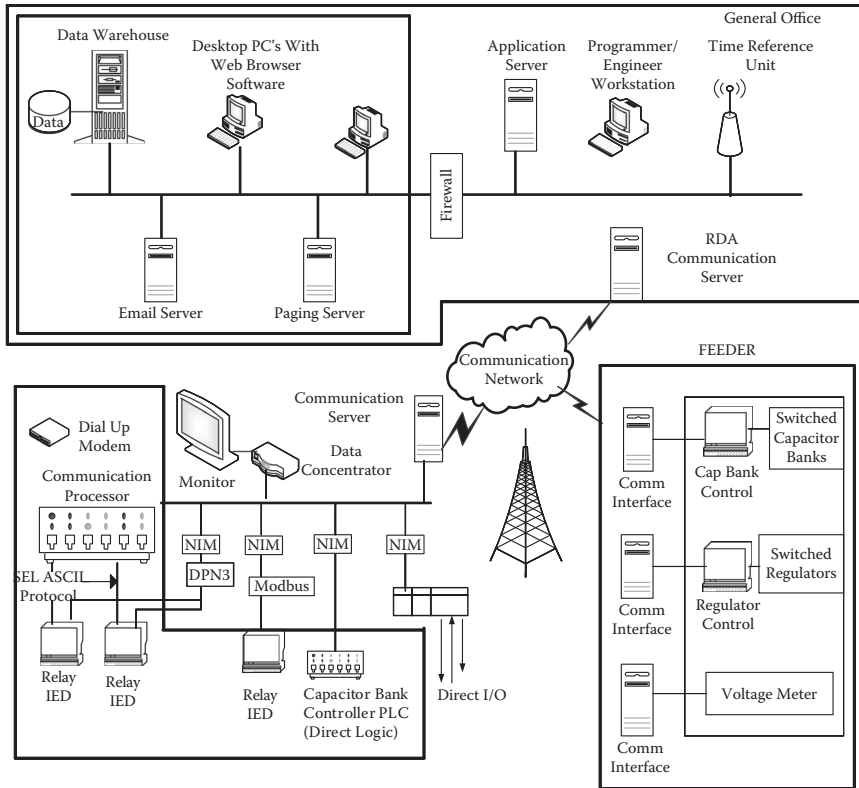 General Office
Data Warehouse
Data
Desktop PC's With
Web Browser
Software
Application
Server
Programmer/
Engineer
Workstation
Time Reference
Unit
Firewall
Email Server
Paging Server
RDA
Communication
Server
Communication
Network
FEEDER
Dial Up
Modem
Communication
Processor
Monitor
Data
Concentrator
Communication
Server
SEL ASCIL
Protocol
NIM
NIM
NIM
NIM
DPN3
Modbus
Relay
IED
Relay
IED
Relay
IED
Capacitor Bank
Controller PLC
(Direct Logic)
Direct I/O
Comm
Interface
Cap Bank
Control
Switched
Capacitor
Banks
Comm
Interface
Regulator
Control
Switched
Regulators
Comm
Interface
Voltage Meter